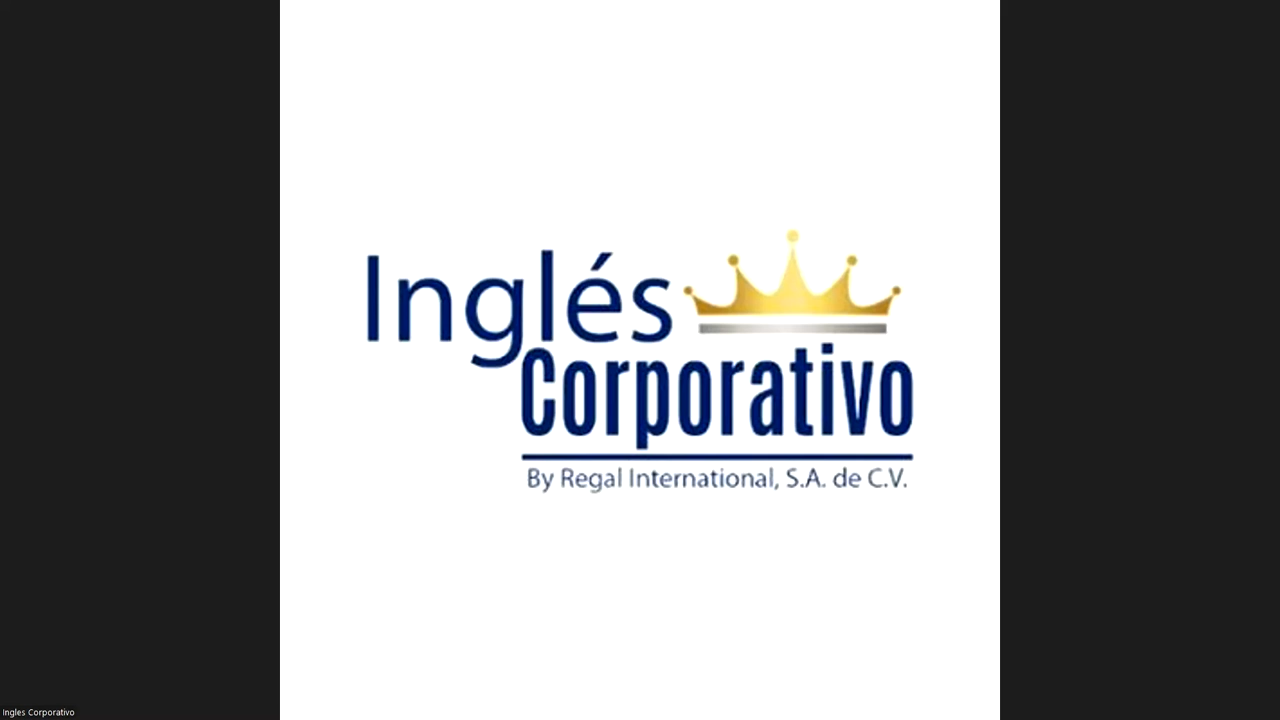 Inglés
Corporativo
By Regal International, S.A. de C.V.
Ingles Corporativo